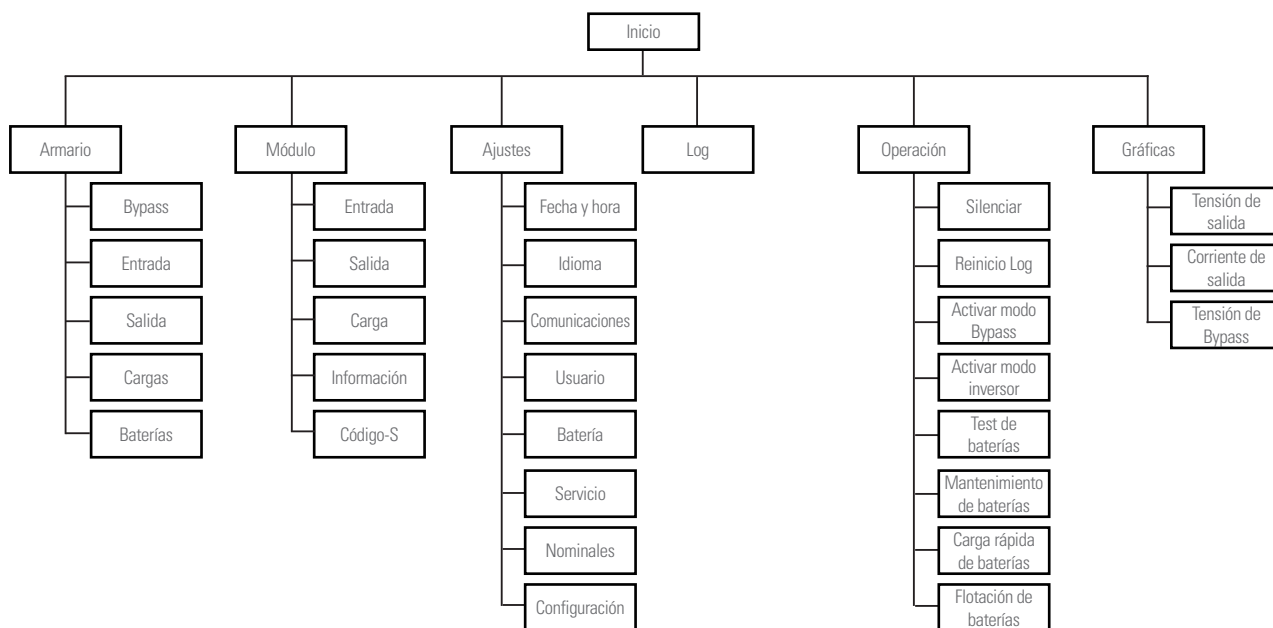 Inicio
Armario
Módulo
Ajustes
Log
Operación
Gráficas
Bypass
Entrada
Salida
Cargas
Baterías
Entrada
Salida
Carga
Información
Código-S
Fecha y hora
Idioma
Comunicaciones
Usuario
Batería
Servicio
Nominales
Configuración
Silenciar
Reinicio Log
Activar modo
Bypass
Activar modo
inversor
Test de
baterías
Mantenimiento
de baterías
Carga rápida
de baterías
Flotación de
baterías
Tensión de
salida
Corriente de
salida
Tensión de
Bypass